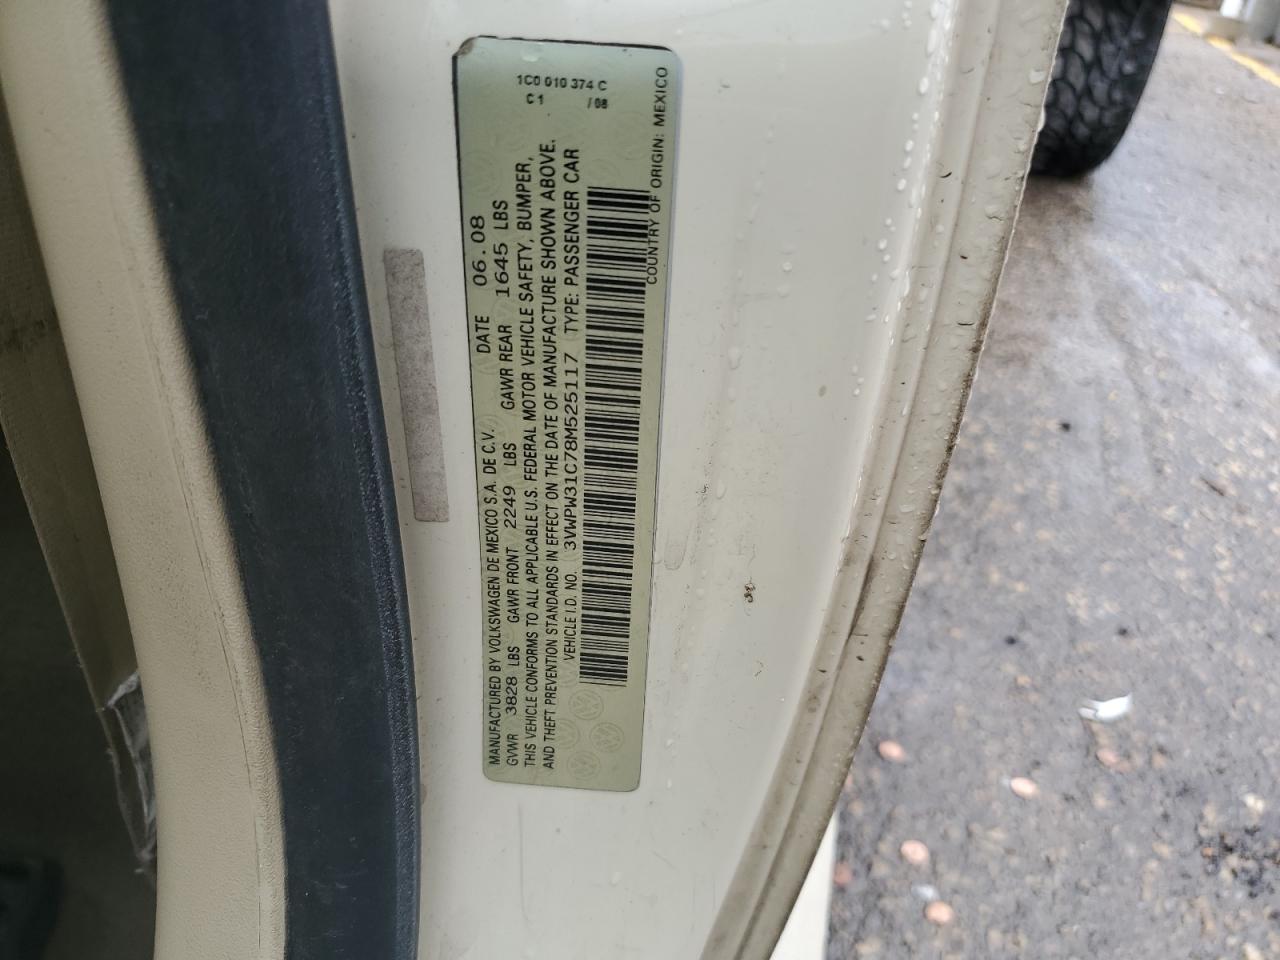 MANUFACTURED BY VOLKSWAGEN DE MEXICO S.A. DE C.V. DATE 06.08
GVWR 3828 LBS GAWR FRONT 2249 LBS GAWR REAR 1645 LBS
THIS VEHICLE CONFORMS TO ALL APPLICABLE U.S. FEDERAL MOTOR VEHICLE SAFETY, BUMPER,
AND THEFT PREVENTION STANDARDS IN EFFECT ON THE DATE OF MANUFACTURE SHOWN ABOVE.
VEHICLE I.D. NO. 3VWPW31C78M525117 TYPE: PASSENGER CAR
COUNTRY OF ORIGIN: MEXICO
1C0 010 374 C
C1 /08